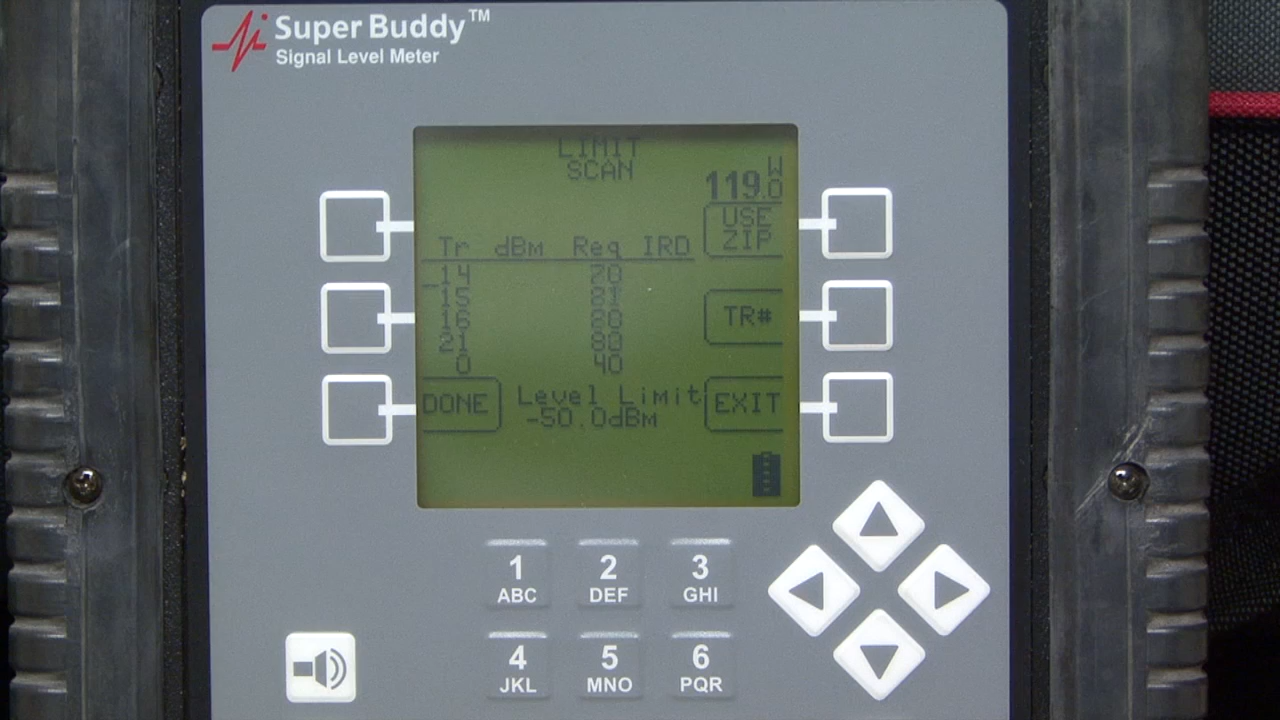 Super Buddy™
Signal Level Meter
LIMIT
SCAN
119.0 W
USE
ZIP
Tr dBm Req IRD
14 70
15 81
16 80
21 80
0 40
TR#
DONE
Level Limit
-50.0dBm
EXIT
1 2 3
ABC DEF GHI
4 5 6
JKL MNO PQR